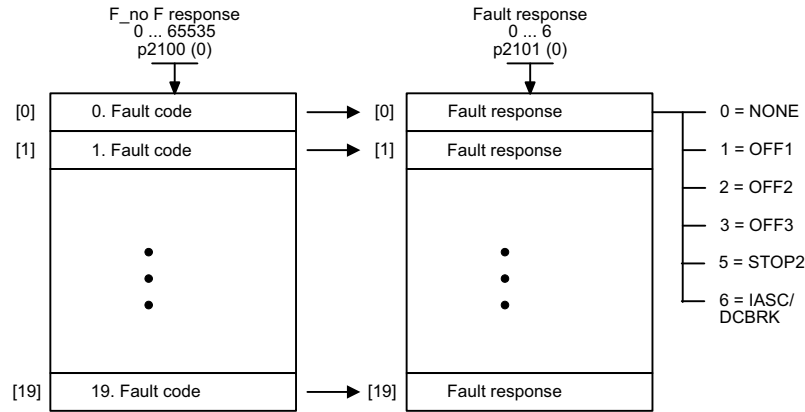 F_no F response
0 ... 65535
p2100 (0)
Fault response
0 ... 6
p2101 (0)
[0] 0. Fault code [0] Fault response 0 = NONE
[1] 1. Fault code [1] Fault response 1 = OFF1
2 = OFF2
3 = OFF3
5 = STOP2
6 = IASC/
DCBRK
[19] 19. Fault code [19] Fault response